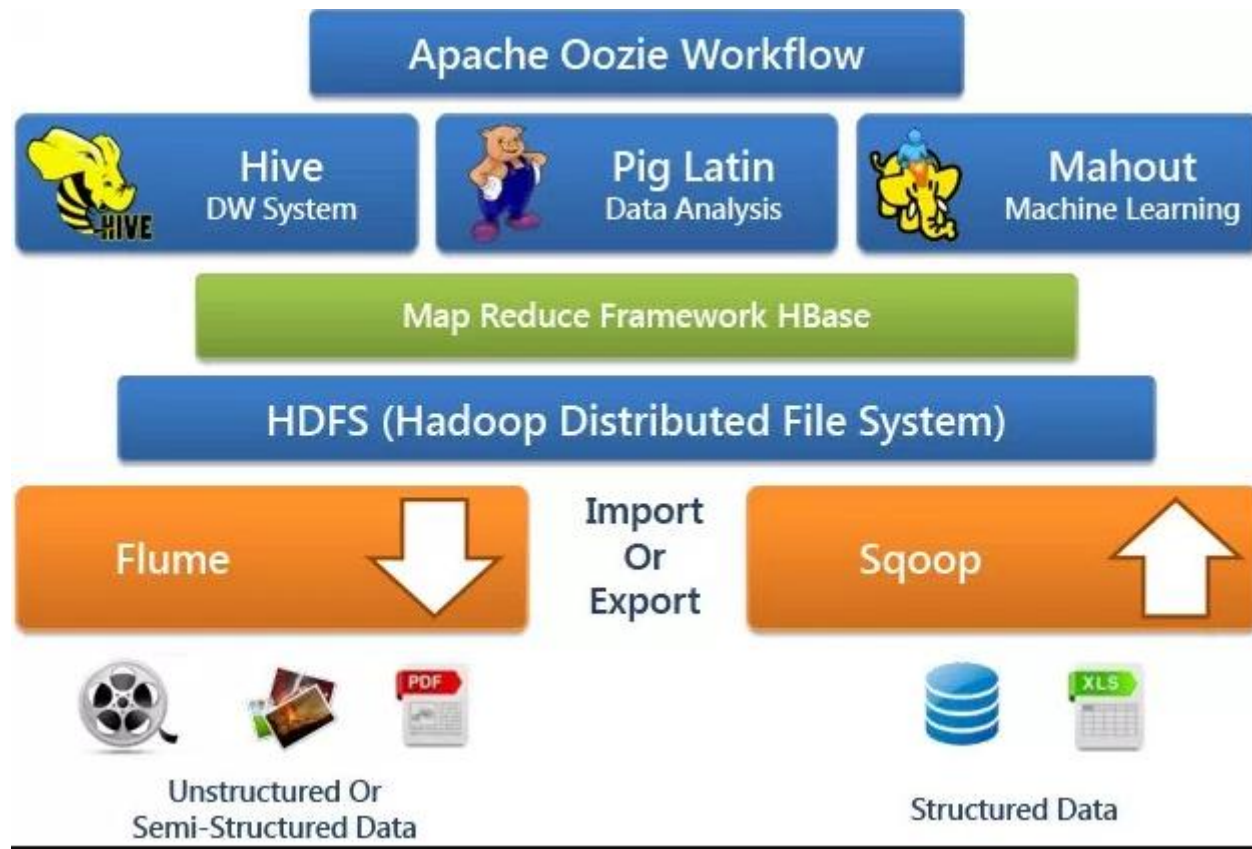 Apache Oozie Workflow
HIVE
Hive
DW System
Pig Latin
Data Analysis
Mahout
Machine Learning
Map Reduce Framework HBase
HDFS (Hadoop Distributed File System)
Flume
Import
Or
Export
Sqoop
PDF
XLS
Unstructured Or
Semi-Structured Data
Structured Data